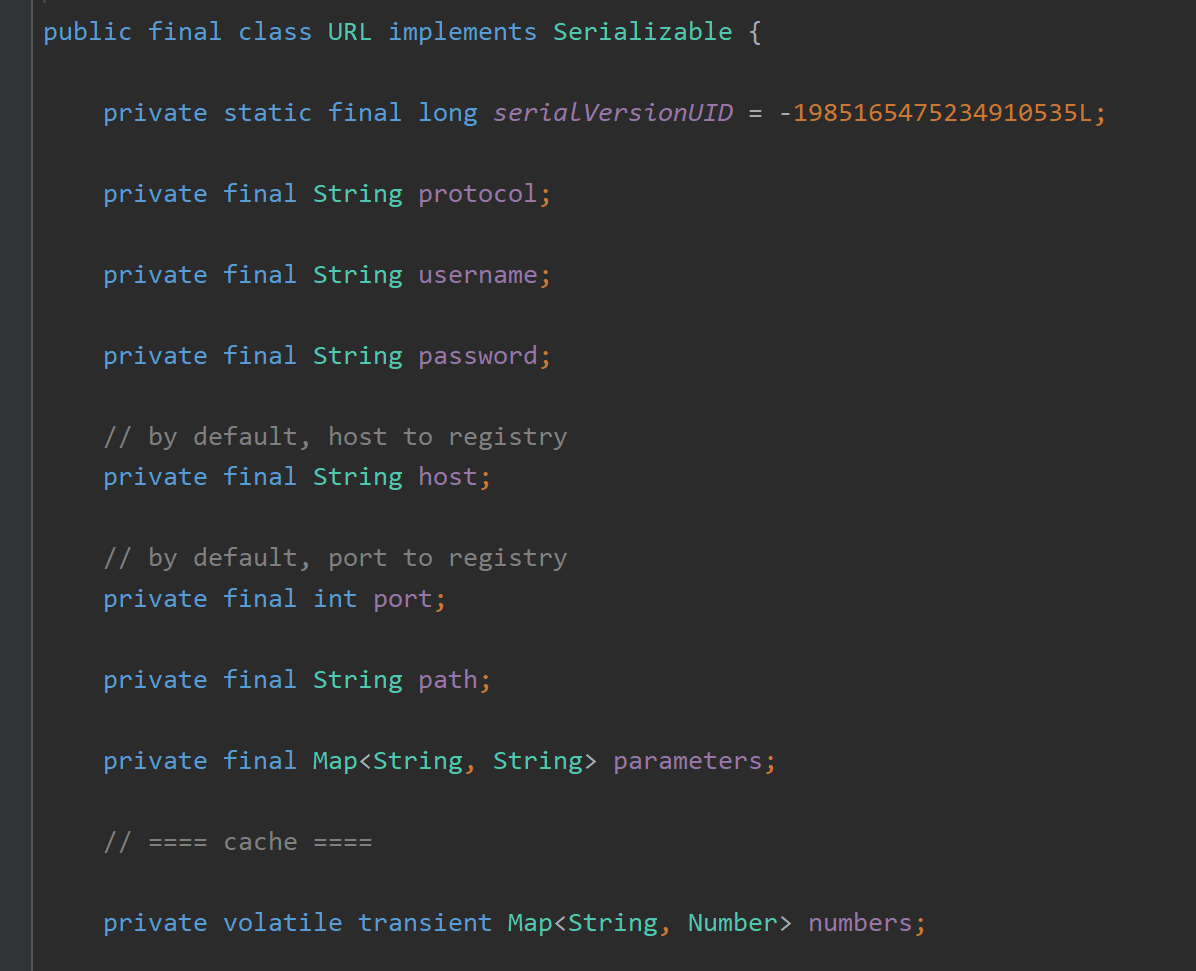 public final class URL implements Serializable {
private static final long serialVersionUID = -1985165475234910535L;
private final String protocol;
private final String username;
private final String password;
// by default, host to registry
private final String host;
// by default, port to registry
private final int port;
private final String path;
private final Map<String, String> parameters;
// ==== cache ====
private volatile transient Map<String, Number> numbers;